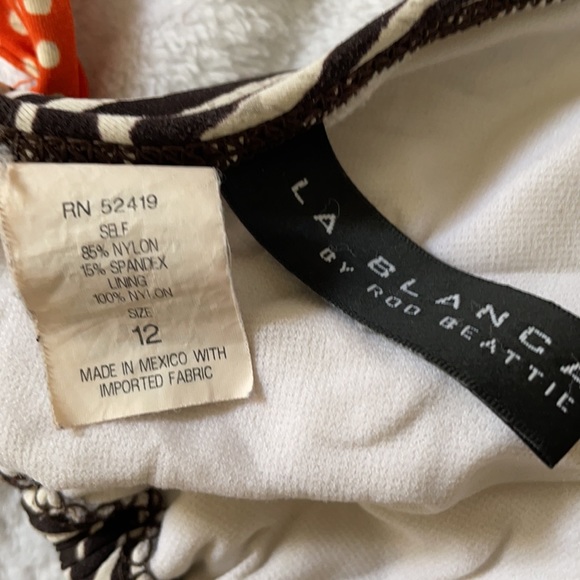 RN 52419
SELF
85% NYLON
15% SPANDEX
LINING
100% NYLON
SIZE
12
MADE IN MEXICO WITH
IMPORTED FABRIC
LA BLANCA
BY ROD BEATTIE